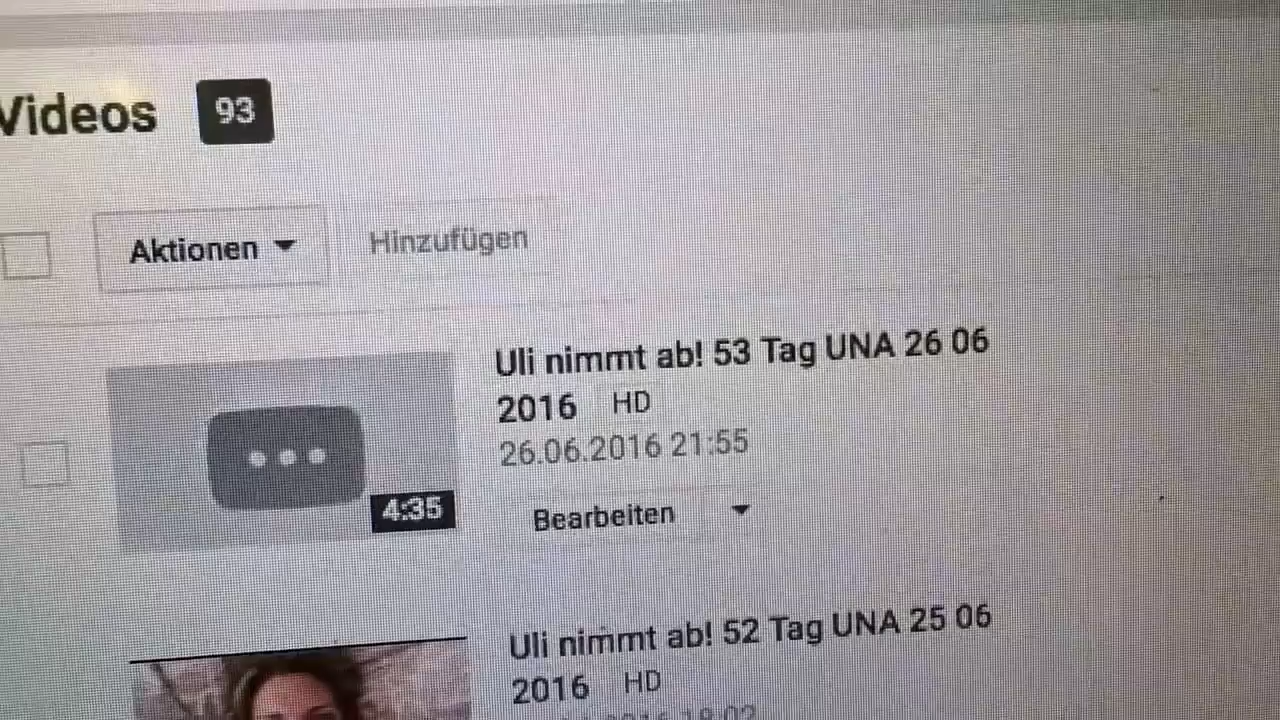 Videos 93
Aktionen Hinzufügen
Uli nimmt ab! 53 Tag UNA 26 06
2016 HD
26.06.2016 21:55
4:35
Bearbeiten
Uli nimmt ab! 52 Tag UNA 25 06
2016 HD